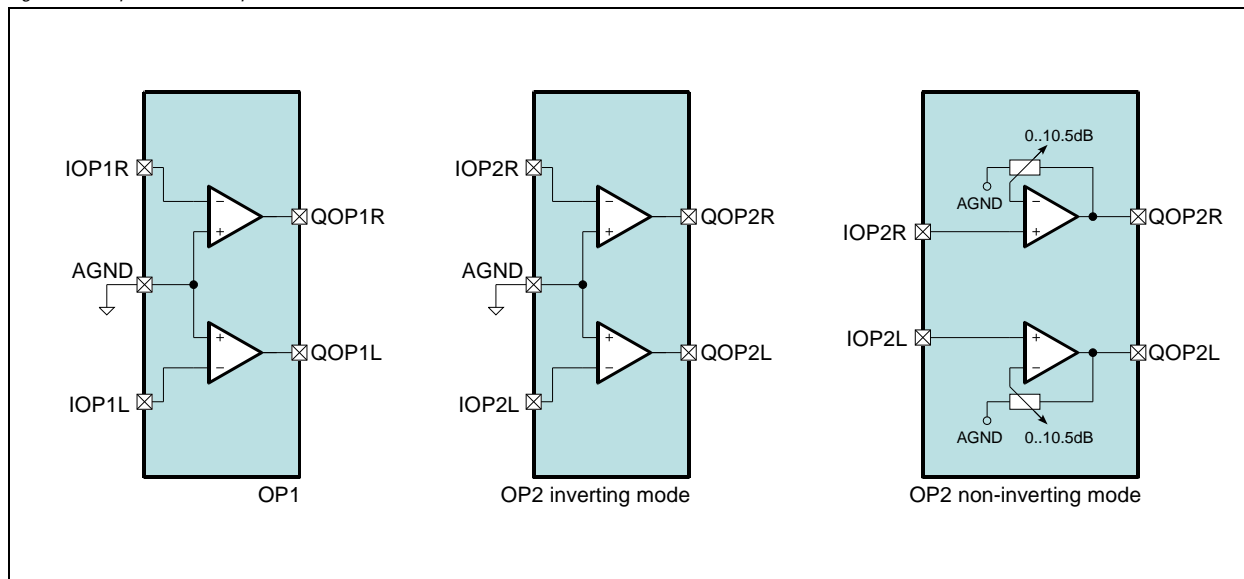 IOP1R
QOP1R
AGND
QOP1L
IOP1L
OP1
IOP2R
QOP2R
AGND
QOP2L
IOP2L
OP2 inverting mode
0..10.5dB
AGND
QOP2R
IOP2R
IOP2L
QOP2L
AGND
0..10.5dB
OP2 non-inverting mode